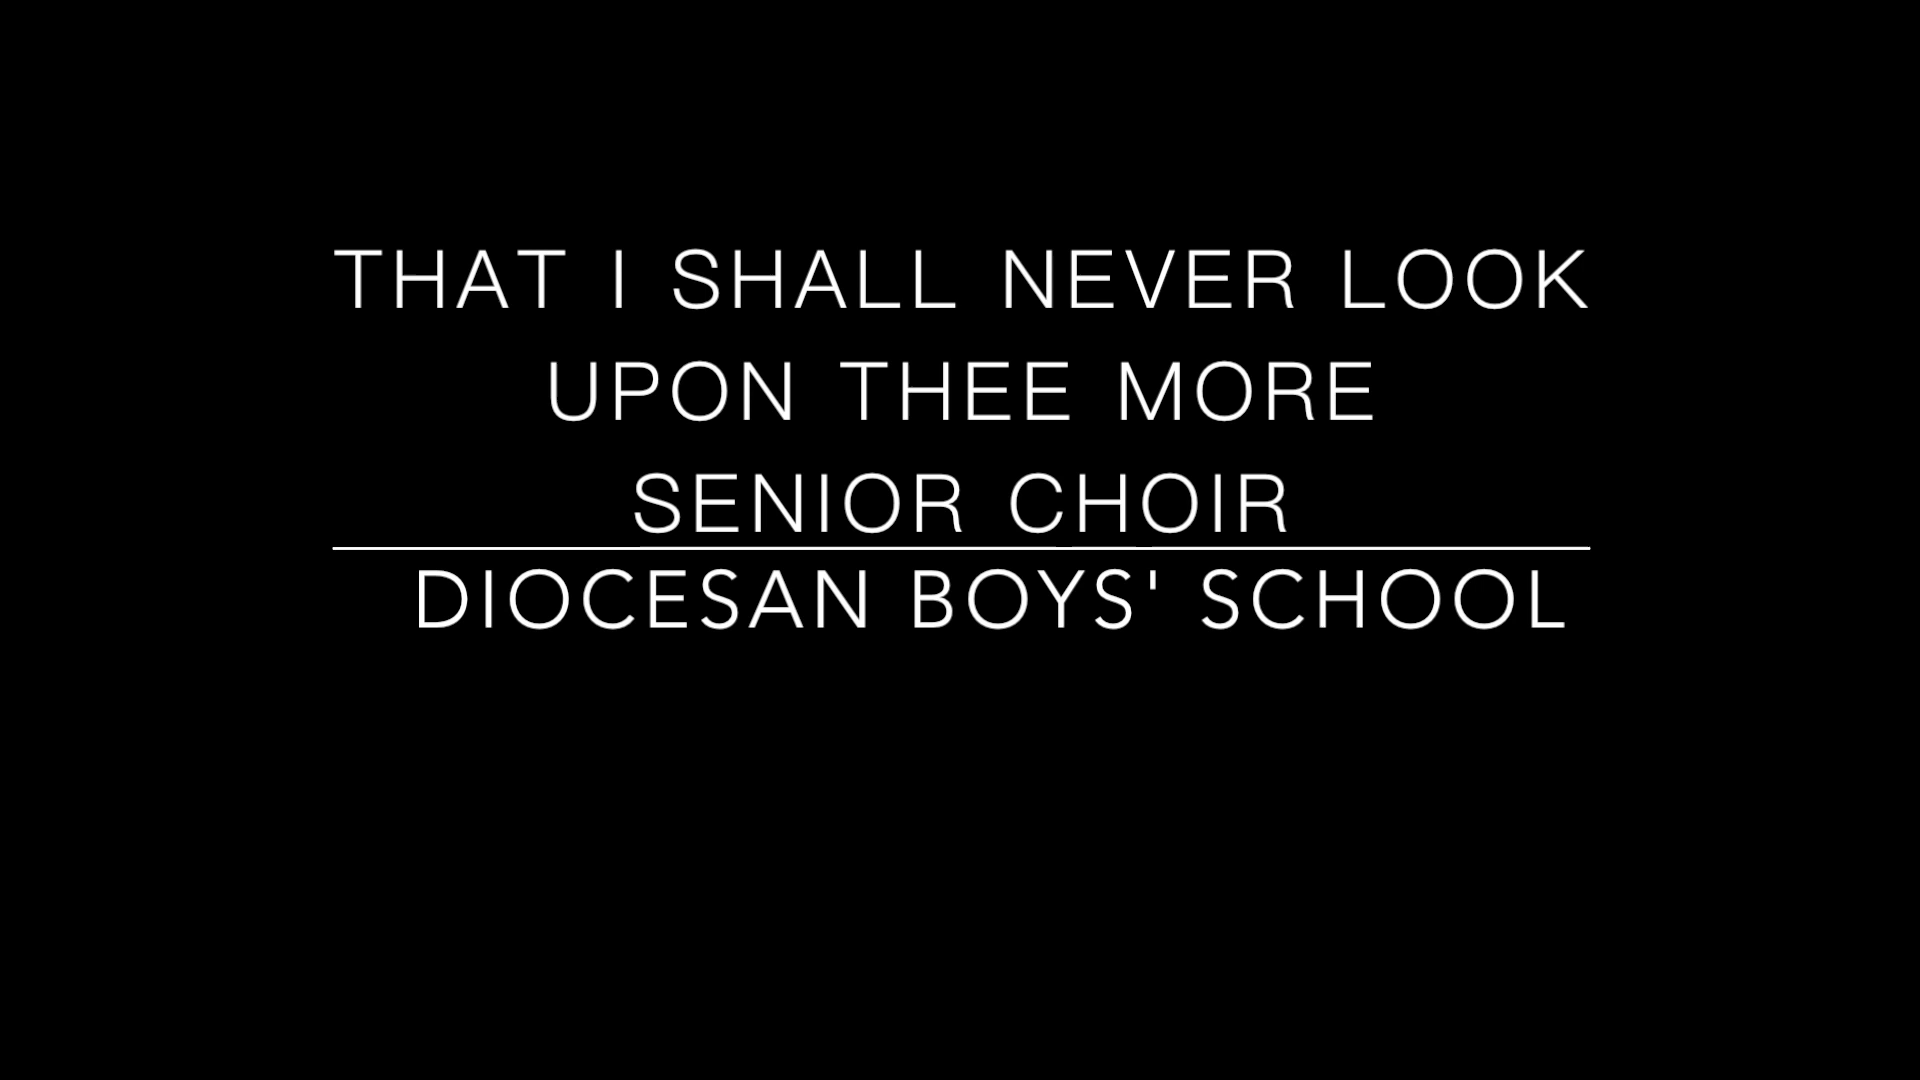 THAT I SHALL NEVER LOOK
UPON THEE MORE
SENIOR CHOIR
DIOCESAN BOYS' SCHOOL